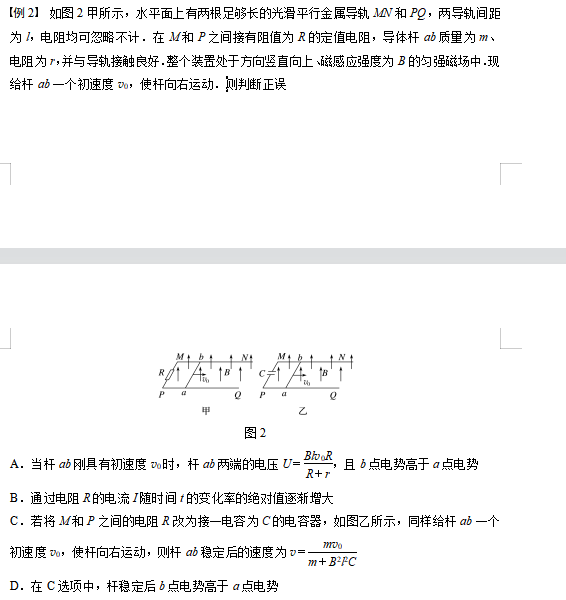 【例2】 如图 2 甲所示，水平面上有两根足够长的光滑平行金属导轨 MN 和 PQ，两导轨间距
为 l，电阻均可忽略不计．在 M 和 P 之间接有阻值为 R 的定值电阻，导体杆 ab 质量为 m、
电阻为 r，并与导轨接触良好．整个装置处于方向竖直向上、磁感应强度为 B 的匀强磁场中．现
给杆 ab 一个初速度 v₀，使杆向右运动．则判断正误
M b N M b N
R v₀ B C v₀ B
P a Q P a Q
甲 乙
图 2
A．当杆 ab 刚具有初速度 v₀时，杆 ab 两端的电压 U=Blv₀R/(R+r)，且 b 点电势高于 a 点电势
B．通过电阻 R 的电流 I 随时间 t 的变化率的绝对值逐渐增大
C．若将 M 和 P 之间的电阻 R 改为接一电容为 C 的电容器，如图乙所示，同样给杆 ab 一个
初速度 v₀，使杆向右运动，则杆 ab 稳定后的速度为 v=mv₀/(m+B²l²C)
D．在 C 选项中，杆稳定后 b 点电势高于 a 点电势